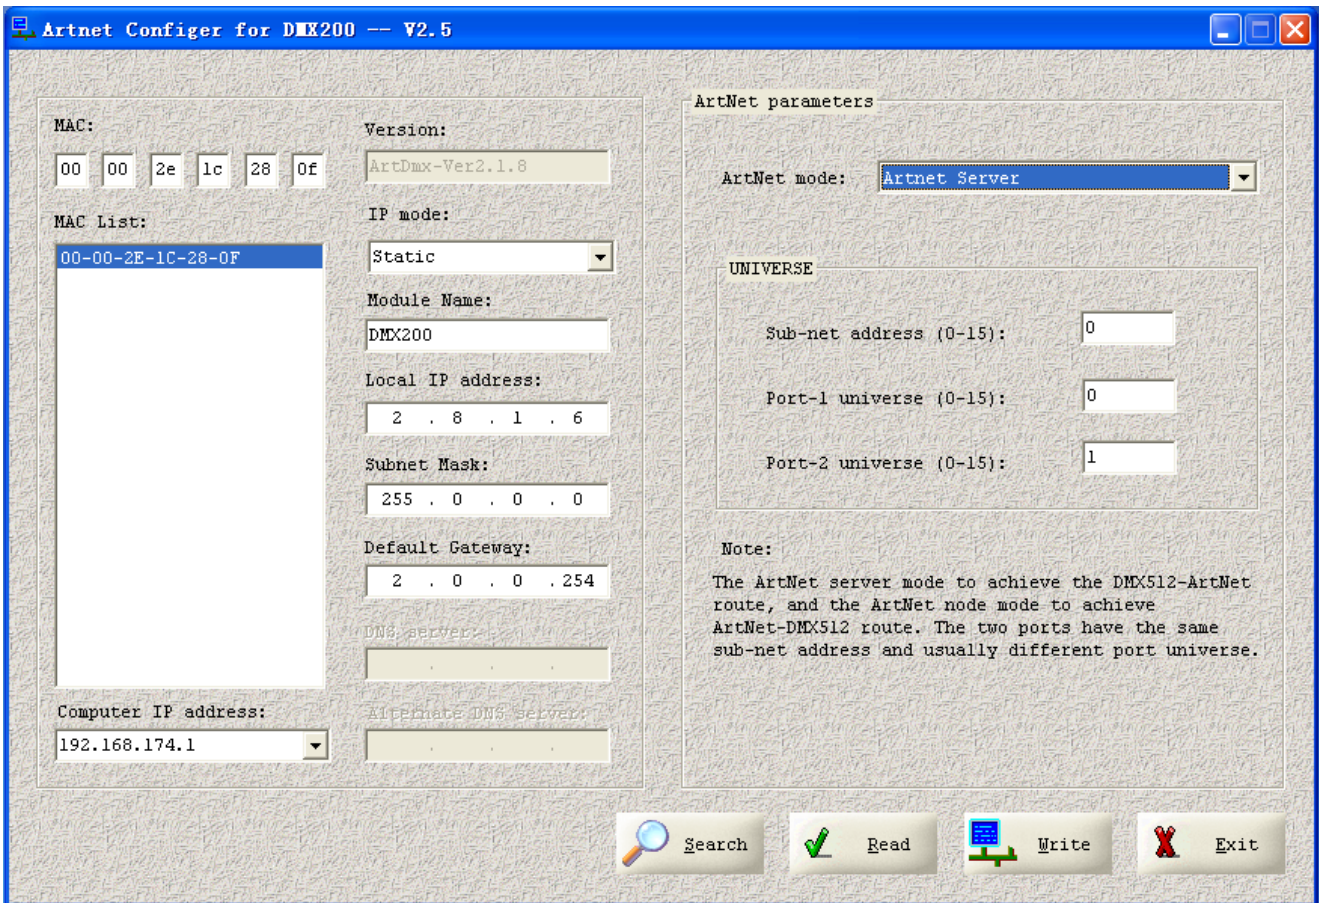 Artnet Configer for DMX200 -- V2.5
MAC:
00 00 2e 1c 28 0f
MAC List:
00-00-2E-1C-28-0F
Computer IP address:
192.168.174.1
Version:
ArtDmx-Ver2.1.8
IP mode:
Static
Module Name:
DMX200
Local IP address:
2 . 8 . 1 . 6
Subnet Mask:
255 . 0 . 0 . 0
Default Gateway:
2 . 0 . 0 . 254
DNS server:
. . .
Alternate DNS server:
. . .
ArtNet parameters
ArtNet mode: Artnet Server
UNIVERSE
Sub-net address (0-15): 0
Port-1 universe (0-15): 0
Port-2 universe (0-15): 1
Note:
The ArtNet server mode to achieve the DMX512-ArtNet
route, and the ArtNet node mode to achieve
ArtNet-DMX512 route. The two ports have the same
sub-net address and usually different port universe.
Search Read Write Exit